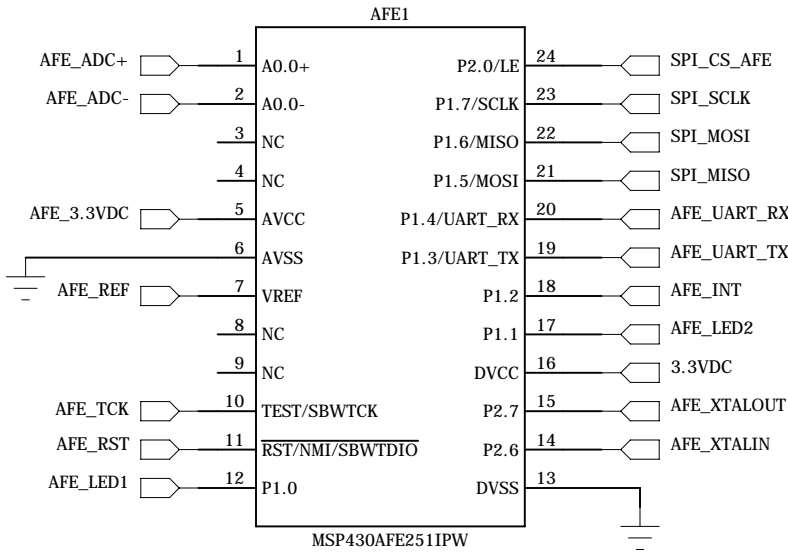 AFE1
AFE_ADC+ 1 A0.0+ P2.0/LE 24 SPI_CS_AFE
AFE_ADC- 2 A0.0- P1.7/SCLK 23 SPI_SCLK
3 NC P1.6/MISO 22 SPI_MOSI
4 NC P1.5/MOSI 21 SPI_MISO
AFE_3.3VDC 5 AVCC P1.4/UART_RX 20 AFE_UART_RX
6 AVSS P1.3/UART_TX 19 AFE_UART_TX
AFE_REF 7 VREF P1.2 18 AFE_INT
8 NC P1.1 17 AFE_LED2
9 NC DVCC 16 3.3VDC
AFE_TCK 10 TEST/SBWTCK P2.7 15 AFE_XTALOUT
AFE_RST 11 RST/NMI/SBWTDIO P2.6 14 AFE_XTALIN
AFE_LED1 12 P1.0 DVSS 13
MSP430AFE251IPW